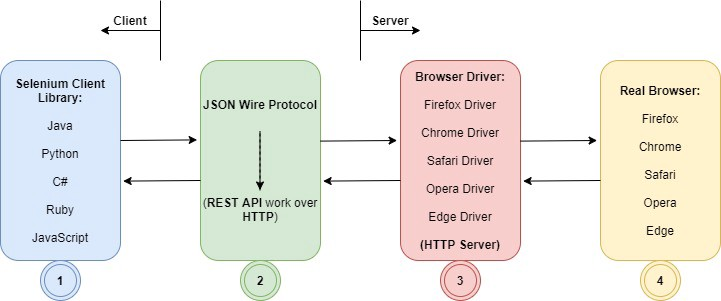 Client
Server
Selenium Client
Library:
Java
Python
C#
Ruby
JavaScript
JSON Wire Protocol
(REST API work over
HTTP)
Browser Driver:
Firefox Driver
Chrome Driver
Safari Driver
Opera Driver
Edge Driver
(HTTP Server)
Real Browser:
Firefox
Chrome
Safari
Opera
Edge
1
2
3
4